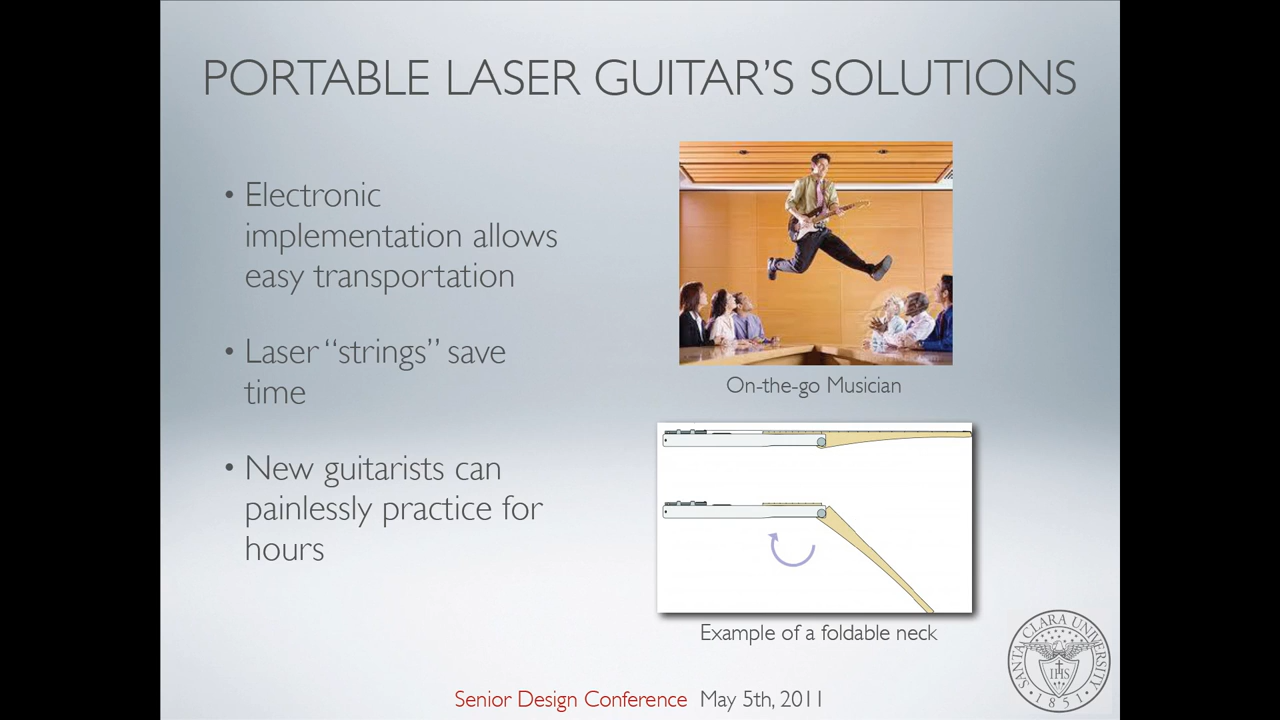 PORTABLE LASER GUITAR'S SOLUTIONS
• Electronic
implementation allows
easy transportation
• Laser “strings” save
time
• New guitarists can
painlessly practice for
hours
On-the-go Musician
Example of a foldable neck
Senior Design Conference May 5th, 2011
SANTA CLARA UNIVERSITY
IHS
• 1851 •